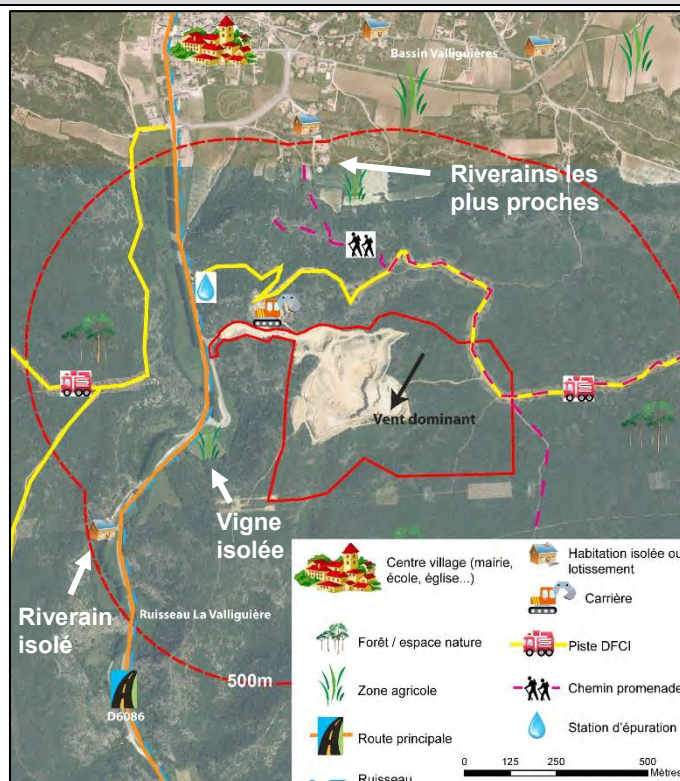 Bassin Valliguières
Riverains les
plus proches
Vent dominant
Vigne
isolée
Riverain
isolé
Ruisseau La Valliguière
500m
D6086
Centre village (mairie,
école, église...)
Habitation isolée ou
lotissement
Carrière
Forêt / espace nature
Piste DFCI
Zone agricole
Chemin promenade
Route principale
Station d'épuration
Ruisseau
0 125 250 500
Mètres